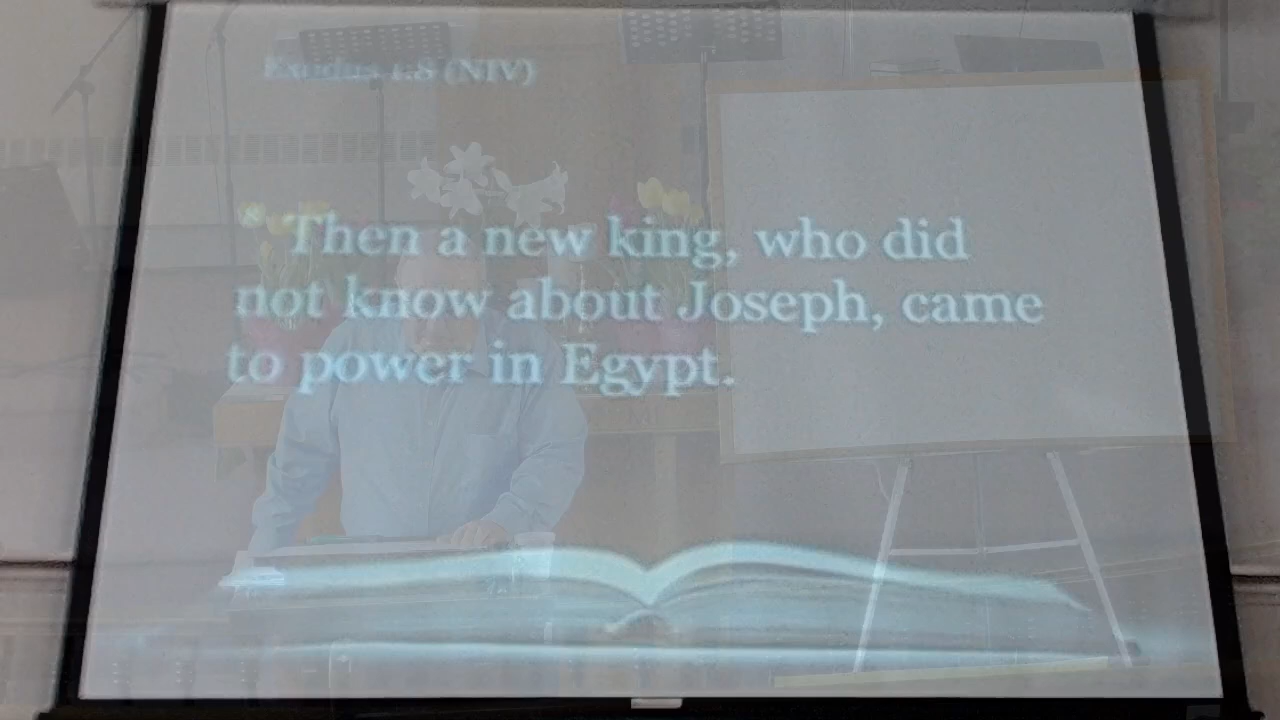 Exodus 1:8 (NIV)
8 Then a new king, who did
not know about Joseph, came
to power in Egypt.